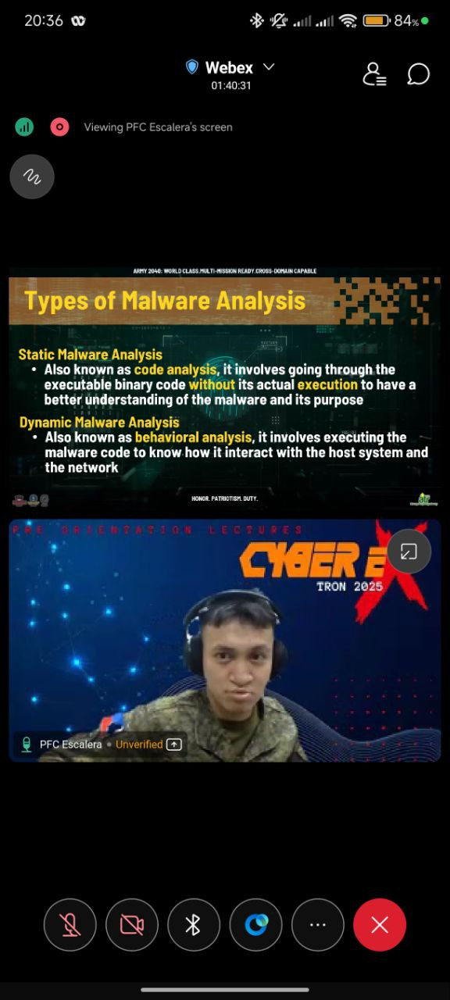 20:36
84%
Webex
01:40:31
Viewing PFC Escalera's screen
ARMY 2040: WORLD CLASS.MULTI-MISSION READY.CROSS-DOMAIN CAPABLE
Types of Malware Analysis
Static Malware Analysis
• Also known as code analysis, it involves going through the
executable binary code without its actual execution to have a
better understanding of the malware and its purpose
Dynamic Malware Analysis
• Also known as behavioral analysis, it involves executing the
malware code to know how it interact with the host system and
the network
HONOR. PATRIOTISM. DUTY.
PRE ORIENTATION LECTURES
CYBER EX
TRON 2025
PFC Escalera • Unverified